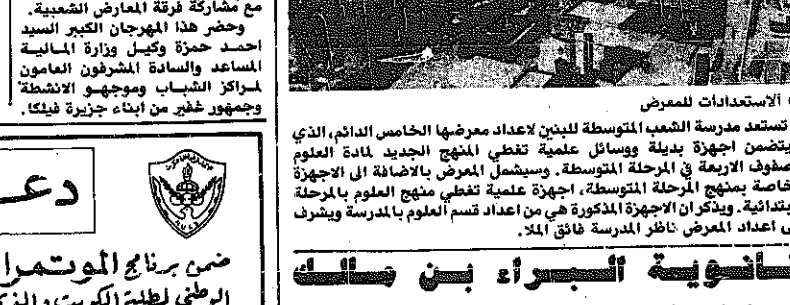 الاستعدادات للمعرض
تستعد مدرسة الشعب المتوسطة للبنين لاعداد معرضها الخامس الدائم، الذي
يتضمن اجهزة بديلة ووسائل علمية تغطي المنهج الجديد لمادة العلوم
صفوف الاربعة في المرحلة المتوسطة. وسيشمل المعرض بالاضافة الى الاجهزة
خاصة بمنهج المرحلة المتوسطة، اجهزة علمية تغطي منهج العلوم بالمرحلة
بتدائية. ويذكر ان الاجهزة المذكورة هي من اعداد قسم العلوم بالمدرسة ويشرف
ى اعداد المعرض ناظر المدرسة فائق الملا.
انوية البراء بن مالك
مع مشاركة فرقة المعارض الشعبية.
وحضر هذا المهرجان الكبير السيد
احمد حمزة وكيل وزارة المالية
المساعد والسادة المشرفون العامون
لمراكز الشباب وموجهو الانشطة
وجمهور غفير من ابناء جزيرة فيلكا.
دعـ
ضمن برنامج الموتمرا
الوطني لطلبة الكويت والذك